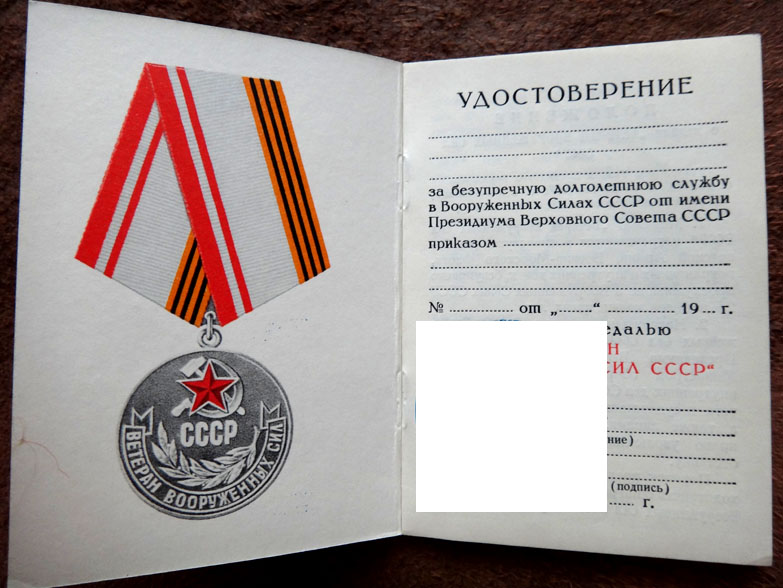 СССР
ВЕТЕРАН ВООРУЖЕННЫХ СИЛ
УДОСТОВЕРЕНИЕ
за безупречную долголетнюю службу
в Вооруженных Силах СССР от имени
Президиума Верховного Совета СССР
приказом
№ от „ “ 19 г.
едалью
Н
СИЛ СССР"
ние)
(подпись)
г.